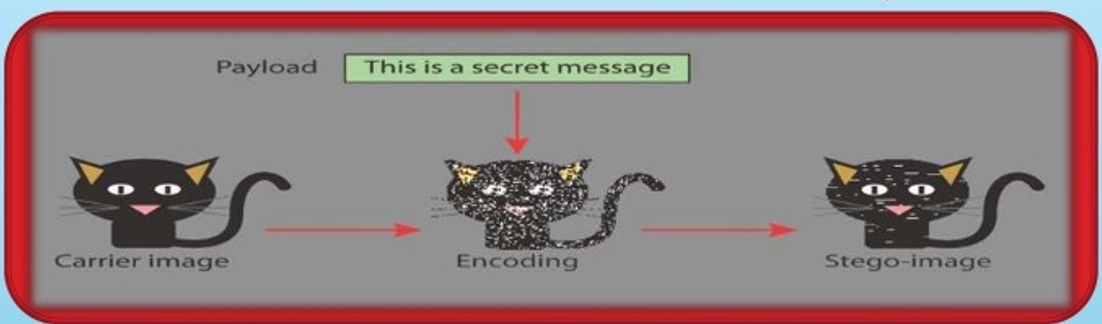 Payload This is a secret message
Carrier image Encoding Stego-image